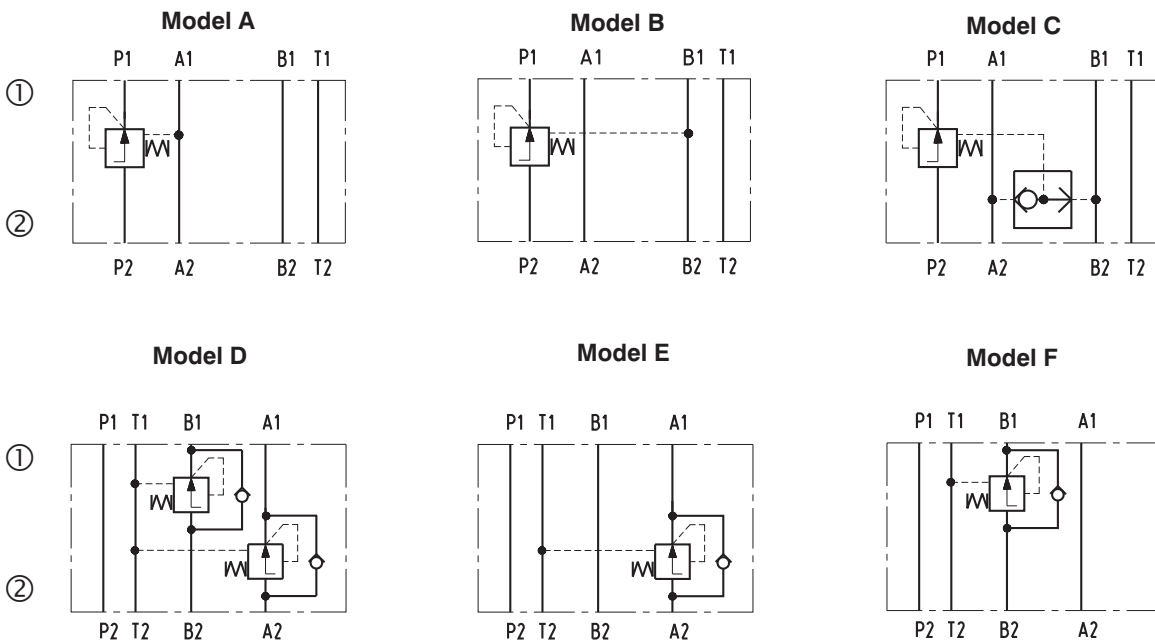 Model A
P1 A1 B1 T1
①
②
P2 A2 B2 T2
Model B
P1 A1 B1 T1
P2 A2 B2 T2
Model C
P1 A1 B1 T1
P2 A2 B2 T2
Model D
P1 T1 B1 A1
①
②
P2 T2 B2 A2
Model E
P1 T1 B1 A1
P2 T2 B2 A2
Model F
P1 T1 B1 A1
P2 T2 B2 A2